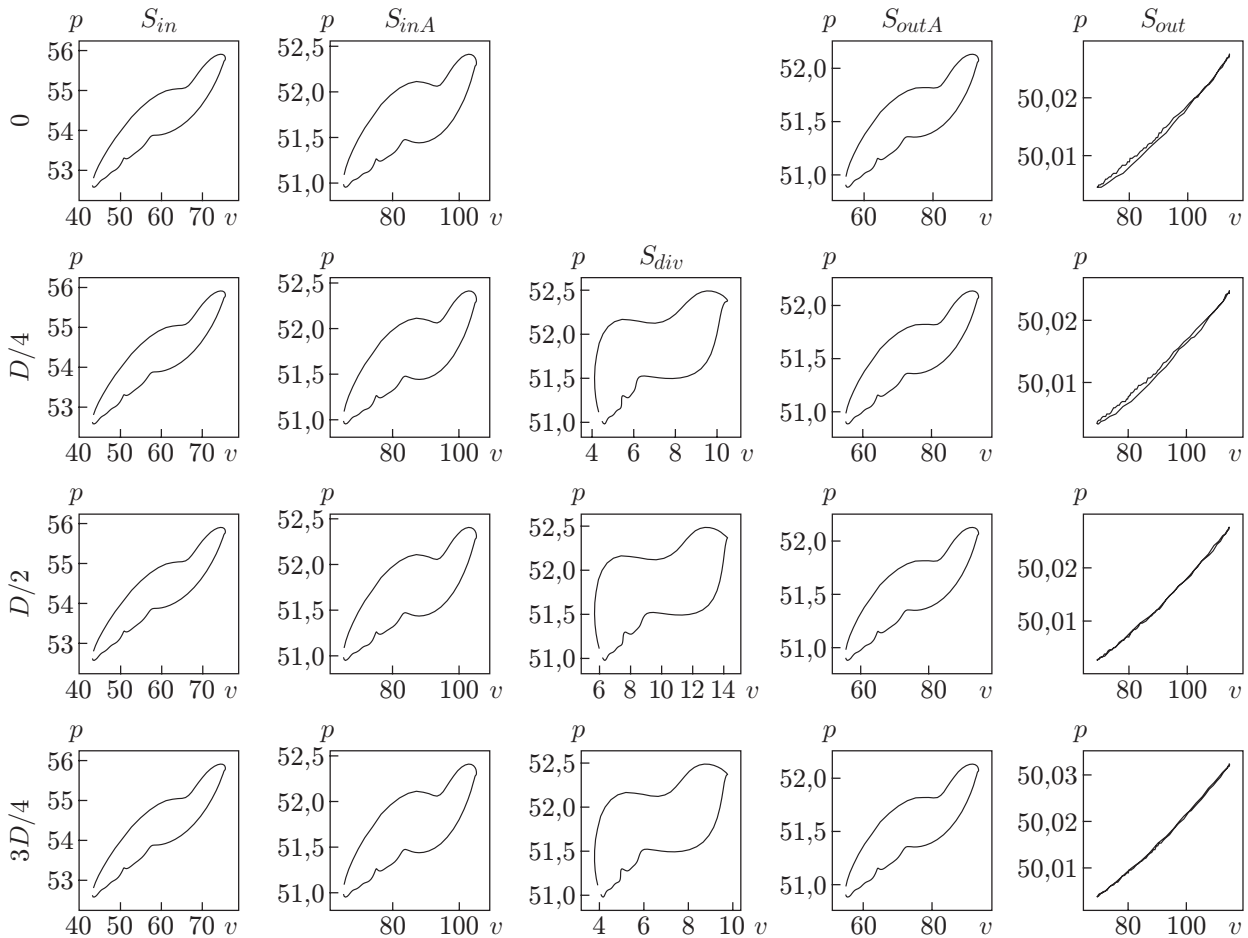 p S_in p S_inA p S_outA p S_out
0
56 55 54 53
40 50 60 70 v
52,5 52,0 51,5 51,0
80 100 v
52,0 51,5 51,0
60 80 v
50,02 50,01
80 100 v
p p p S_div p p
D/4
56 55 54 53
40 50 60 70 v
52,5 52,0 51,5 51,0
80 100 v
52,5 52,0 51,5 51,0
4 6 8 10 v
52,0 51,5 51,0
60 80 v
50,02 50,01
80 100 v
p p p p p
D/2
56 55 54 53
40 50 60 70 v
52,5 52,0 51,5 51,0
80 100 v
52,5 52,0 51,5 51,0
6 8 10 12 14 v
52,0 51,5 51,0
60 80 v
50,02 50,01
80 100 v
p p p p p
3D/4
56 55 54 53
40 50 60 70 v
52,5 52,0 51,5 51,0
80 100 v
52,5 52,0 51,5 51,0
4 6 8 10 v
52,0 51,5 51,0
60 80 v
50,03 50,02 50,01
80 100 v